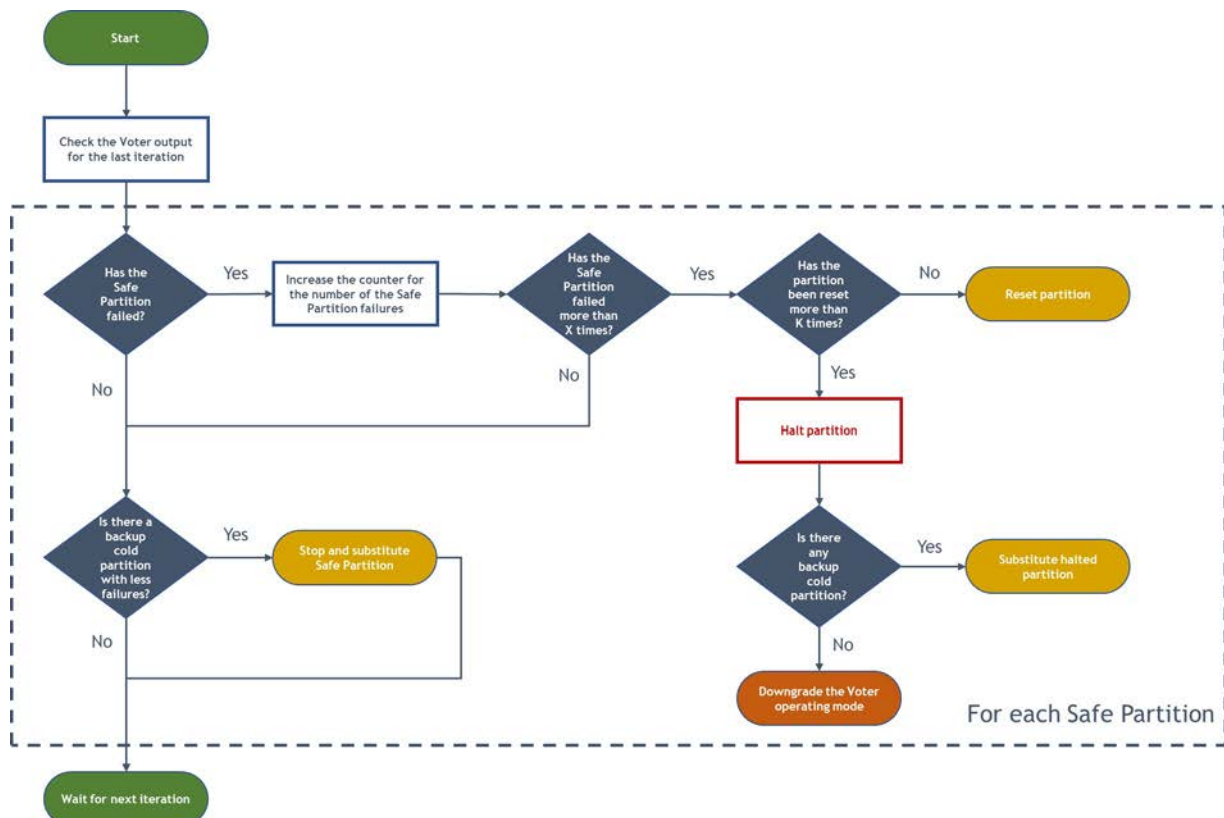 Start
Check the Voter output
for the last iteration
Has the
Safe
Partition
failed?
Yes
Increase the counter for
the number of the Safe
Partition failures
Has the
Safe
Partition
failed
more than
X times?
Yes
Has the
partition
been reset
more than
K times?
No
Reset partition
No
No
Yes
Halt partition
Is there a
backup
cold
partition
with less
failures?
Yes
Stop and substitute
Safe Partition
Is there
any
backup
cold
partition?
Yes
Substitute halted
partition
No
No
Downgrade the Voter
operating mode
For each Safe Partition
Wait for next iteration